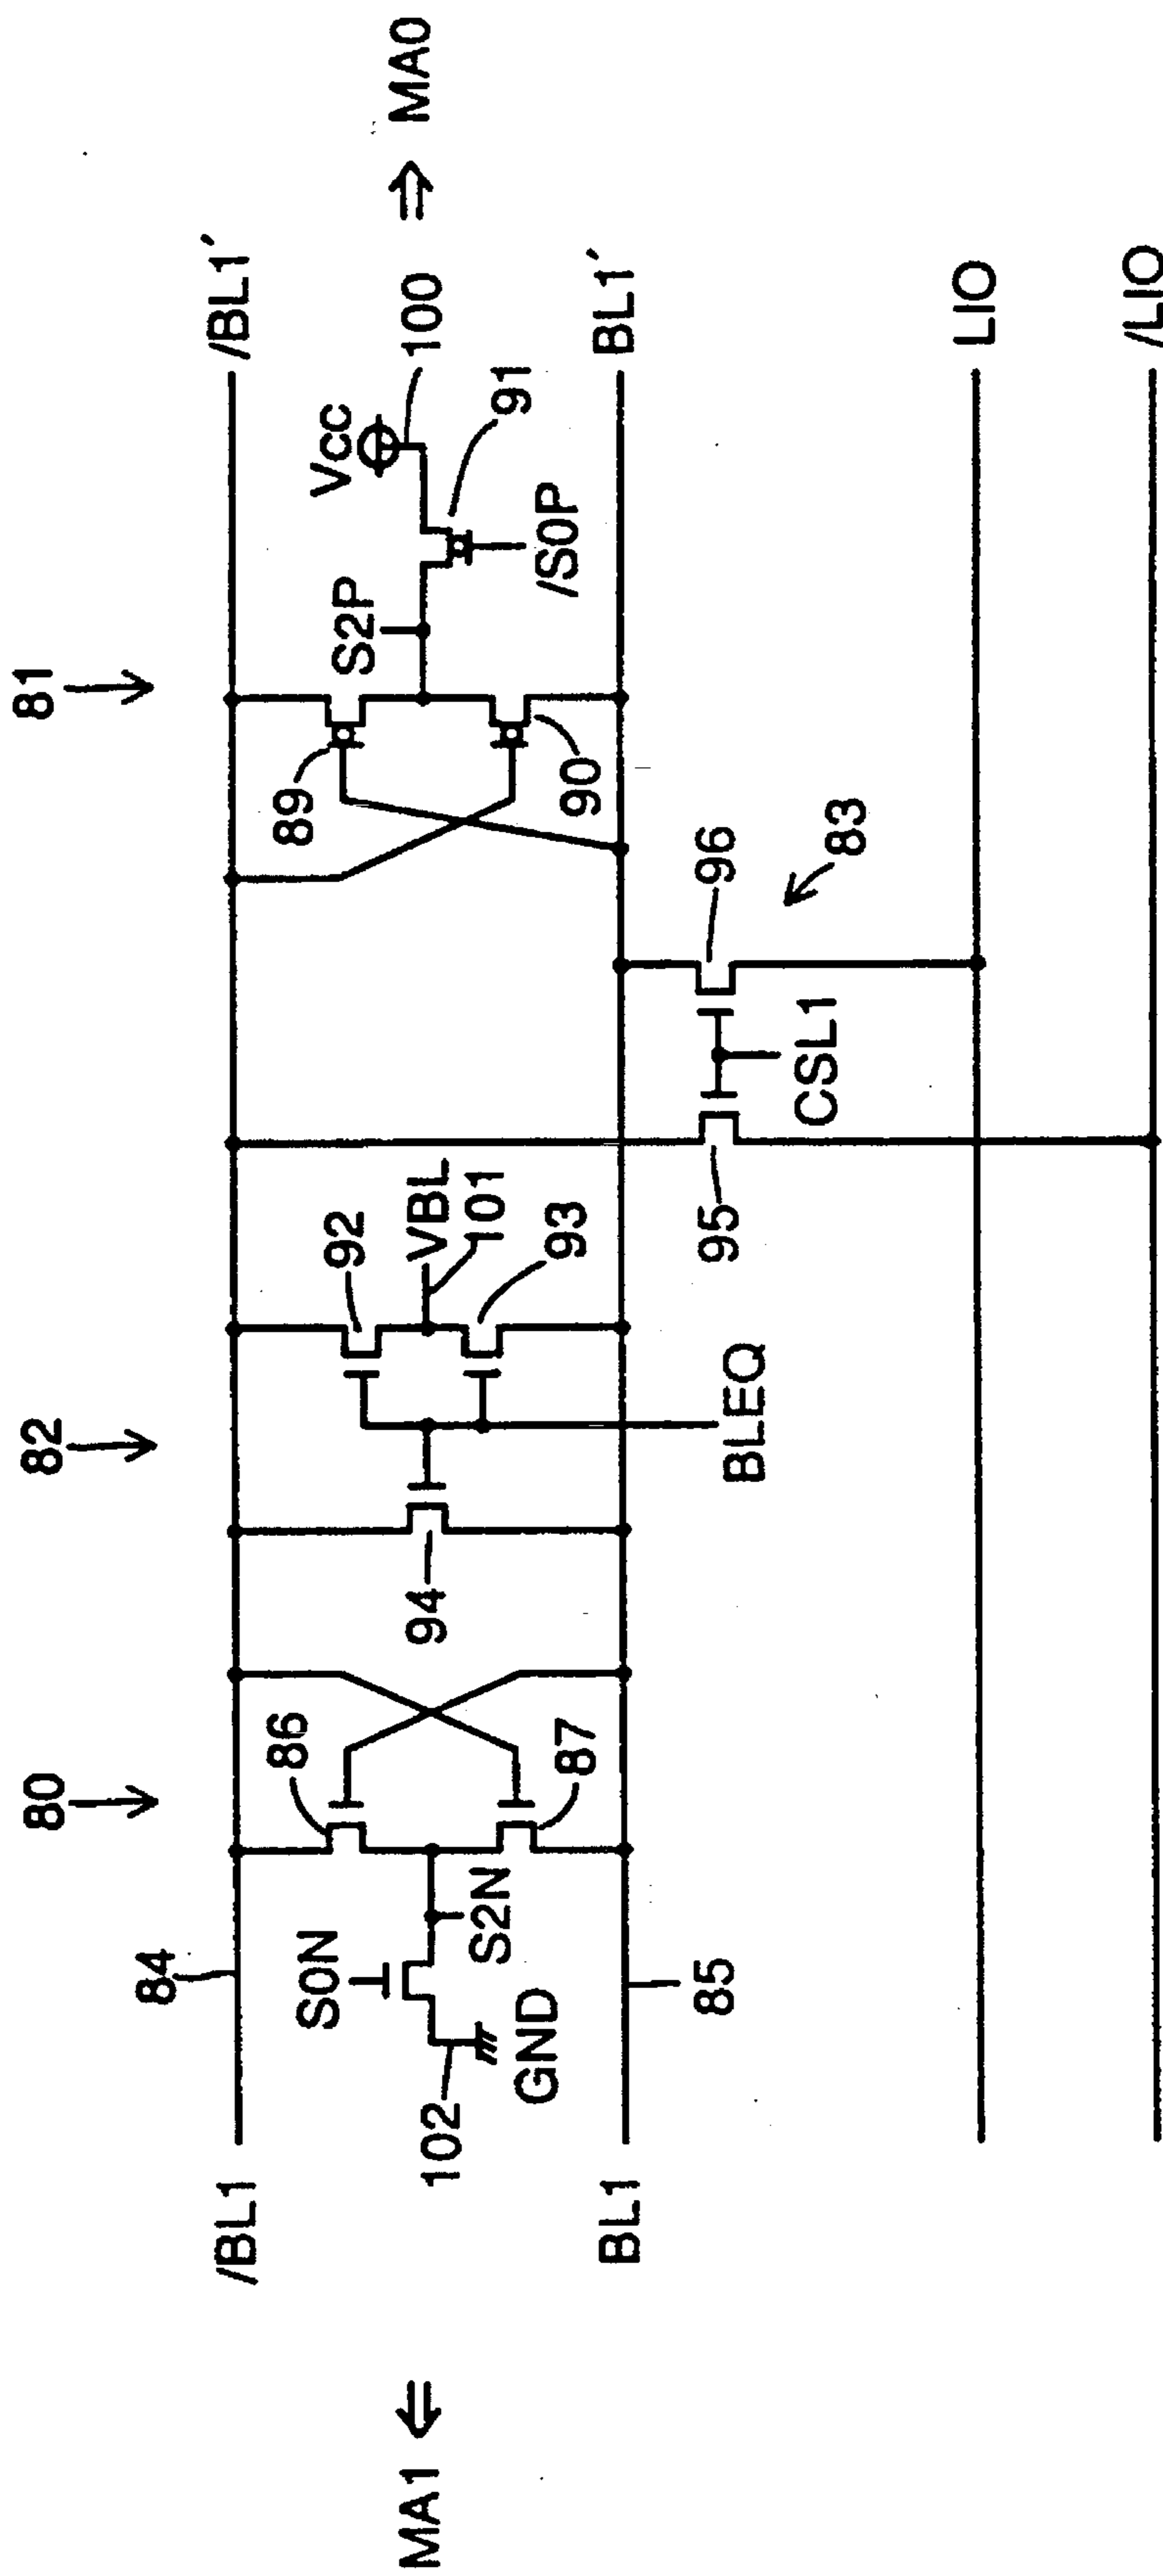 80
82
81
/BL1
84
/BL1´
86
92
89
S2P
Vcc
100
MA1 ⇐
S0N
94
VBL
101
91
⇒ MA0
102
S2N
GND
87
93
90
/S0P
BL1
85
BL1´
BLEQ
95
96
CSL1
83
LIO
/LIO